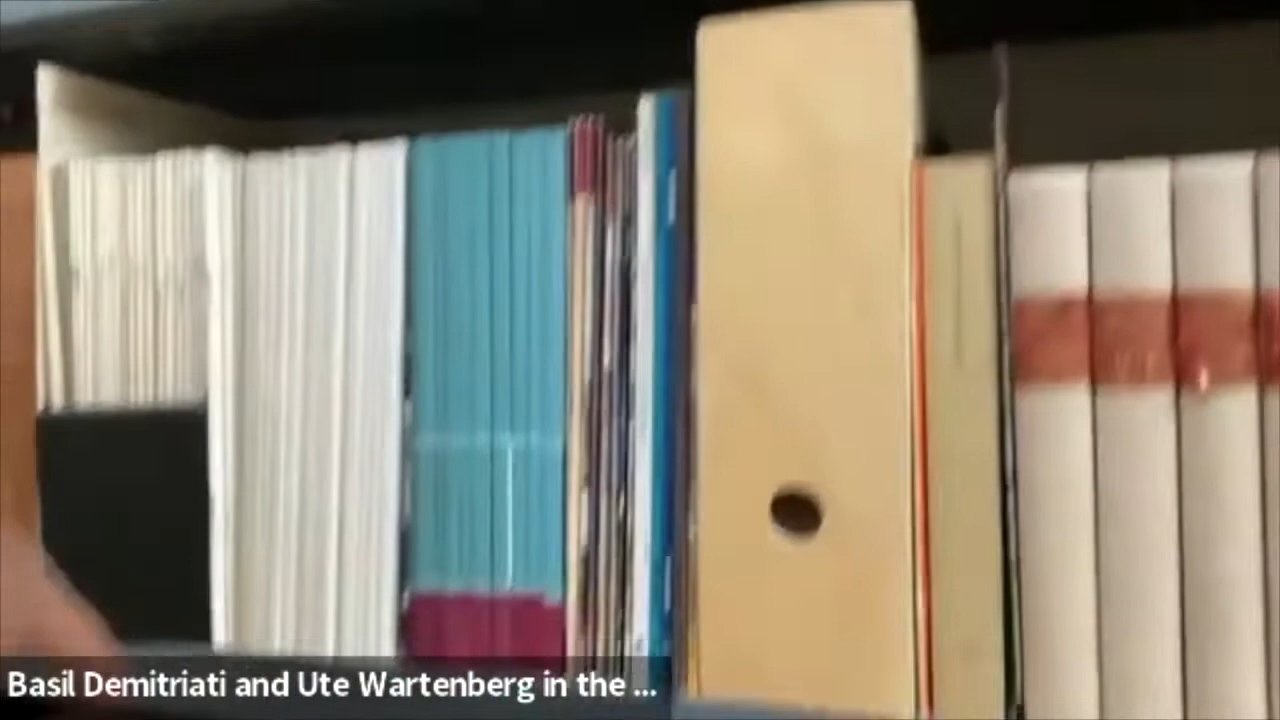 Basil Demitriati and Ute Wartenberg in the ...